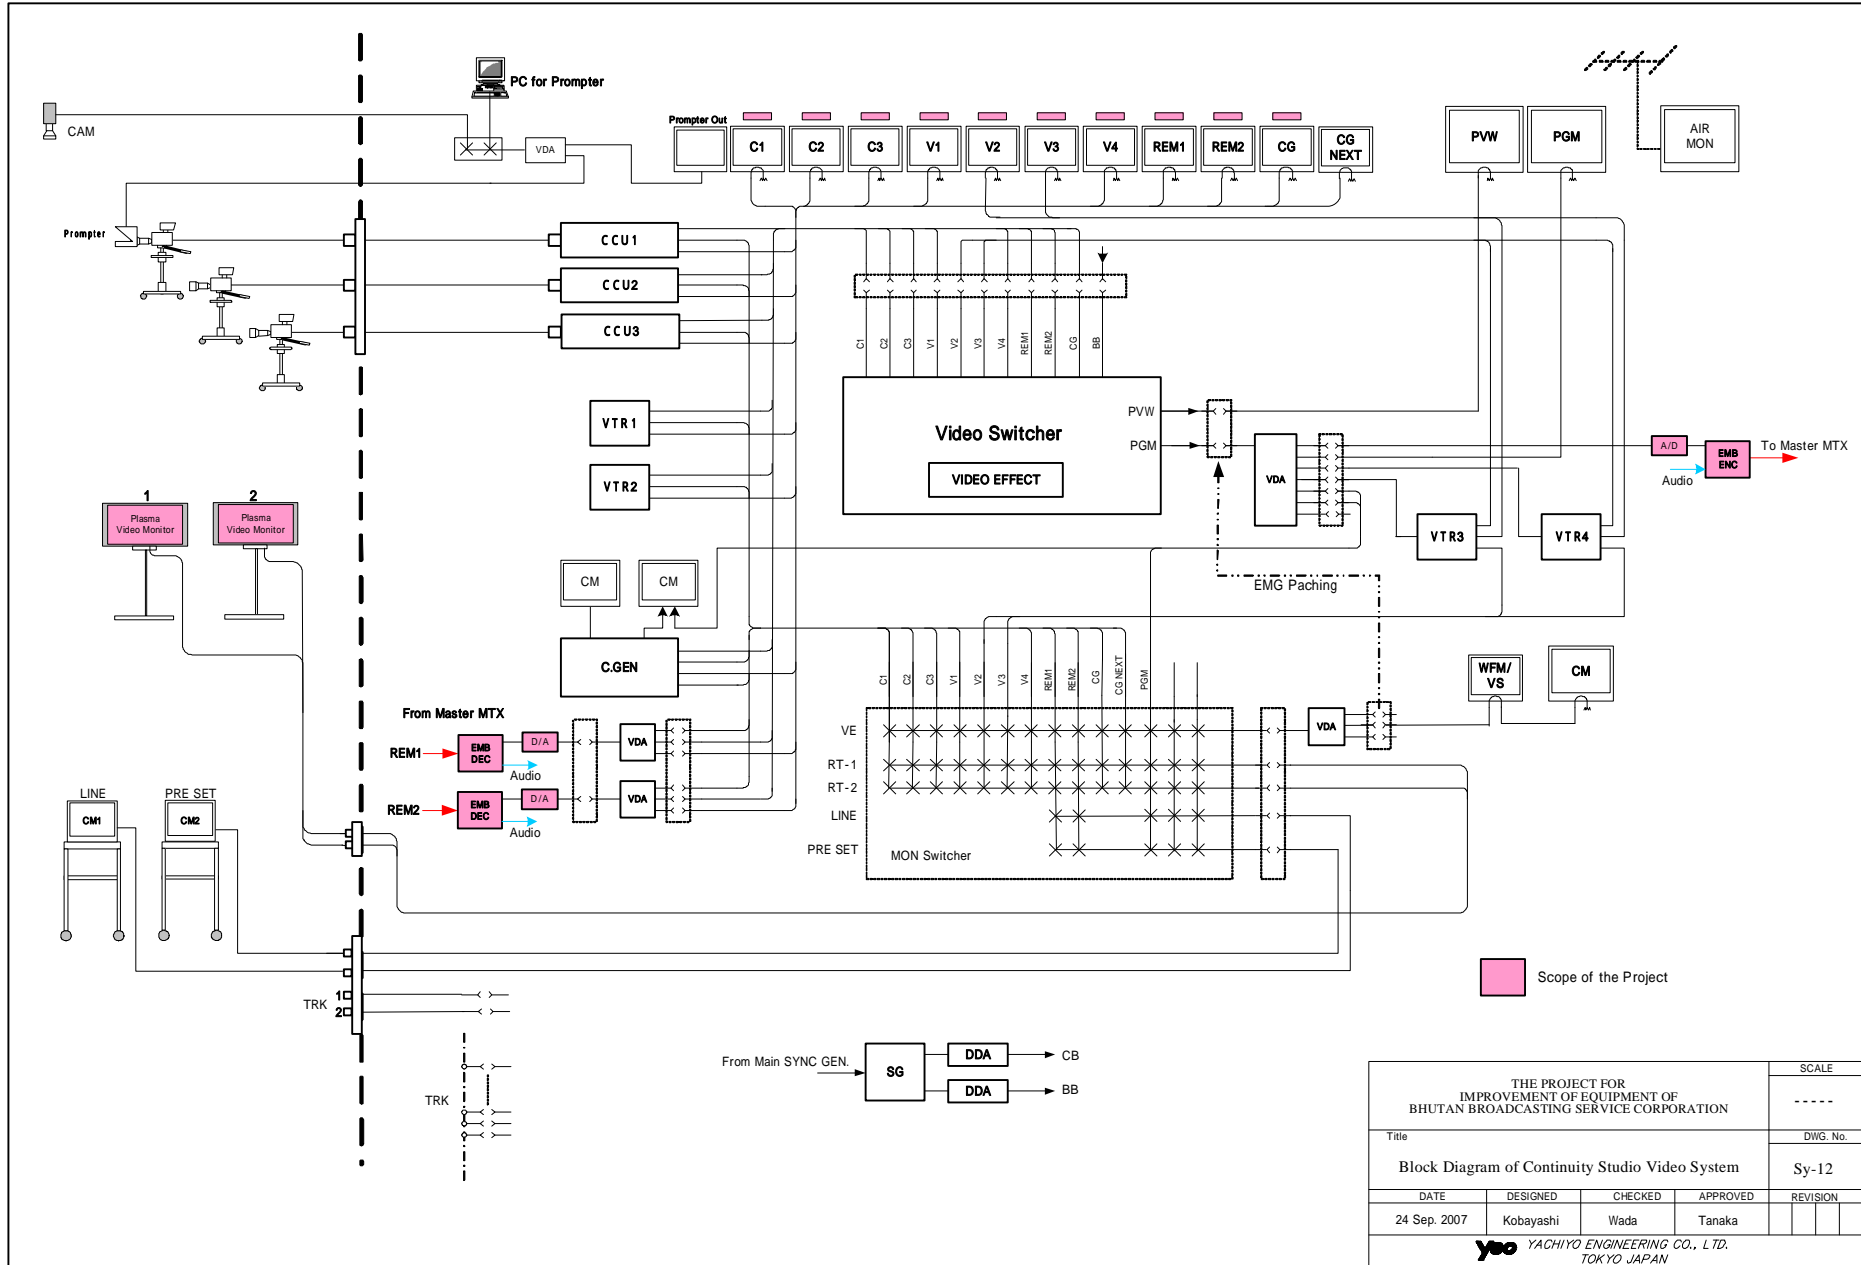 PC for Prompter
CAM
VDA
Prompter Out
C1
C2
C3
V1
V2
V3
V4
REM1
REM2
CG
CG
NEXT
PVW
PGM
AIR
MON
Prompter
CCU1
CCU2
CCU3
C1
C2
C3
V1
V2
V3
V4
REM1
REM2
CG
BB
VTR1
VTR2
Video Switcher
VIDEO EFFECT
PVW
PGM
VDA
A/D
EMB
ENC
To Master MTX
Audio
VTR3
VTR4
EMG Paching
1
2
Plasma
Video Monitor
Plasma
Video Monitor
CM
CM
C.GEN
C1
C2
C3
V1
V2
V3
V4
REM1
REM2
CG
CG NEXT
PGM
WFM/
VS
CM
From Master MTX
REM1
EMB
DEC
D/A
Audio
VDA
REM2
EMB
DEC
D/A
Audio
VDA
VE
RT-1
RT-2
LINE
PRE SET
MON Switcher
VDA
LINE
PRE SET
CM1
CM2
TRK
1
2
TRK
Scope of the Project
From Main SYNC GEN.
SG
DDA
CB
DDA
BB
THE PROJECT FOR
IMPROVEMENT OF EQUIPMENT OF
BHUTAN BROADCASTING SERVICE CORPORATION
SCALE
-----
Title
Block Diagram of Continuity Studio Video System
DWG. No.
Sy-12
DATE
DESIGNED
CHECKED
APPROVED
REVISION
24 Sep. 2007
Kobayashi
Wada
Tanaka
yeo YACHIYO ENGINEERING CO., LTD.
TOKYO JAPAN